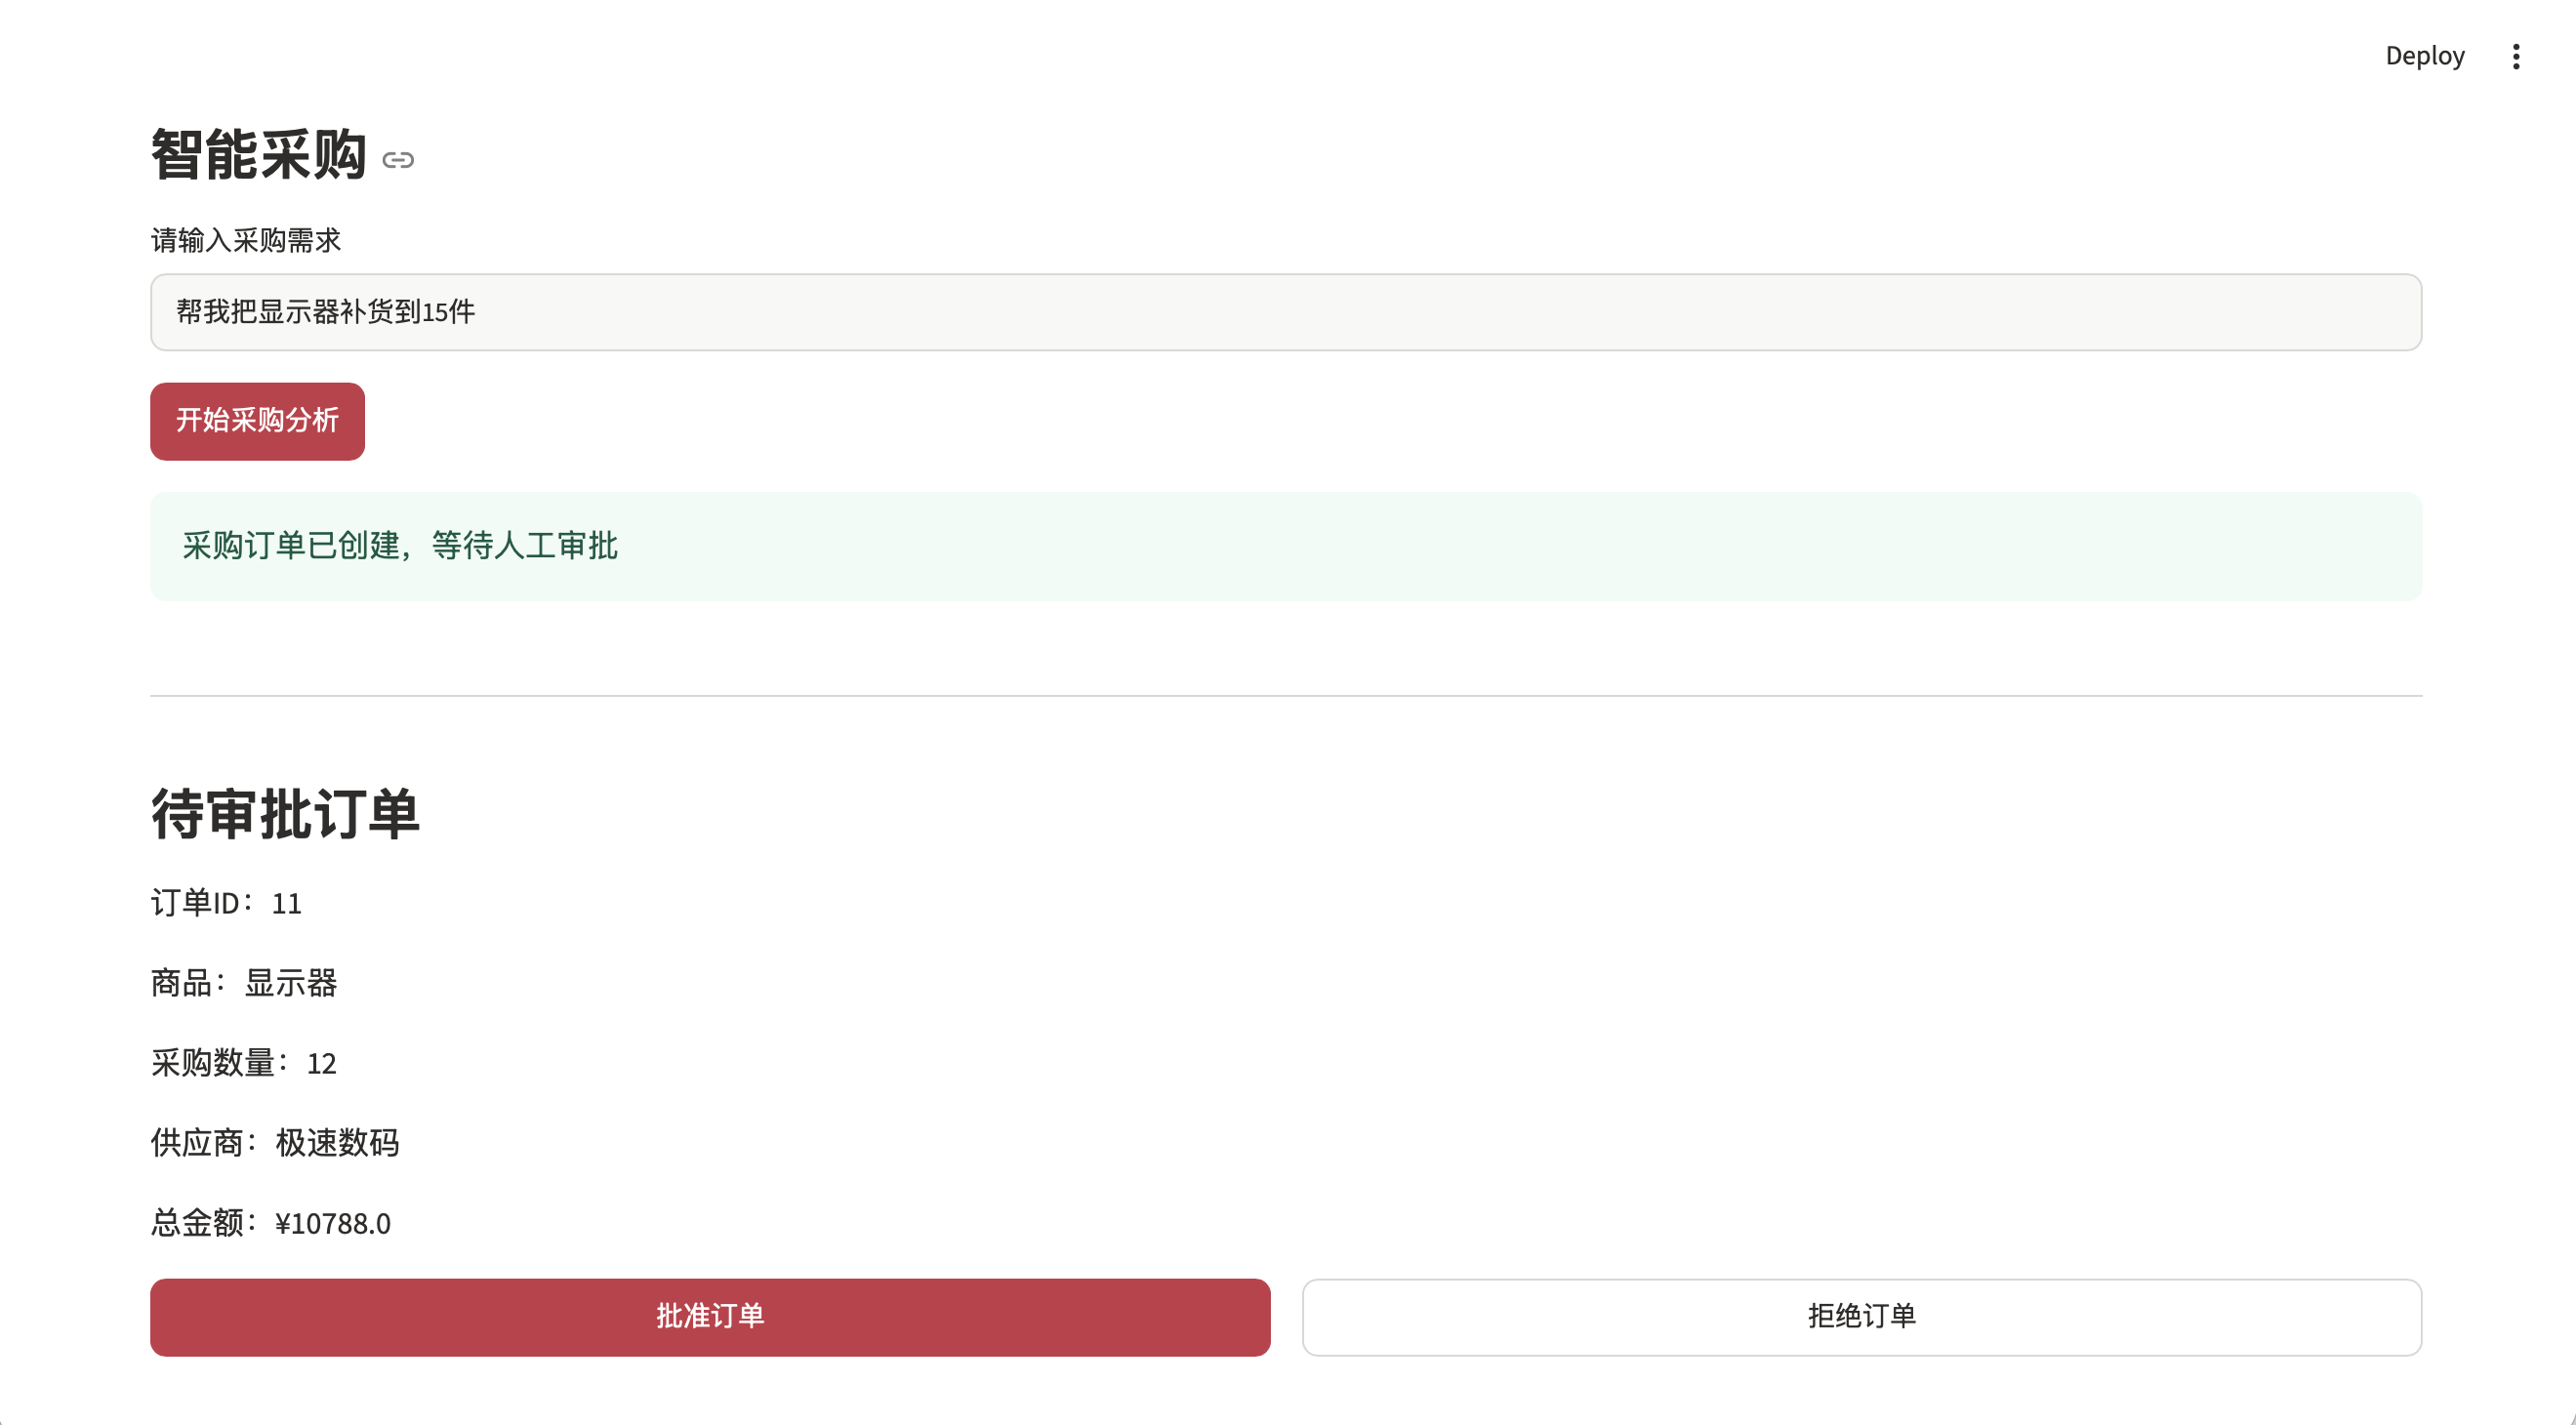 Deploy
智能采购
请输入采购需求
帮我把显示器补货到15件
开始采购分析
采购订单已创建，等待人工审批
待审批订单
订单ID：11
商品：显示器
采购数量：12
供应商：极速数码
总金额：¥10788.0
批准订单
拒绝订单